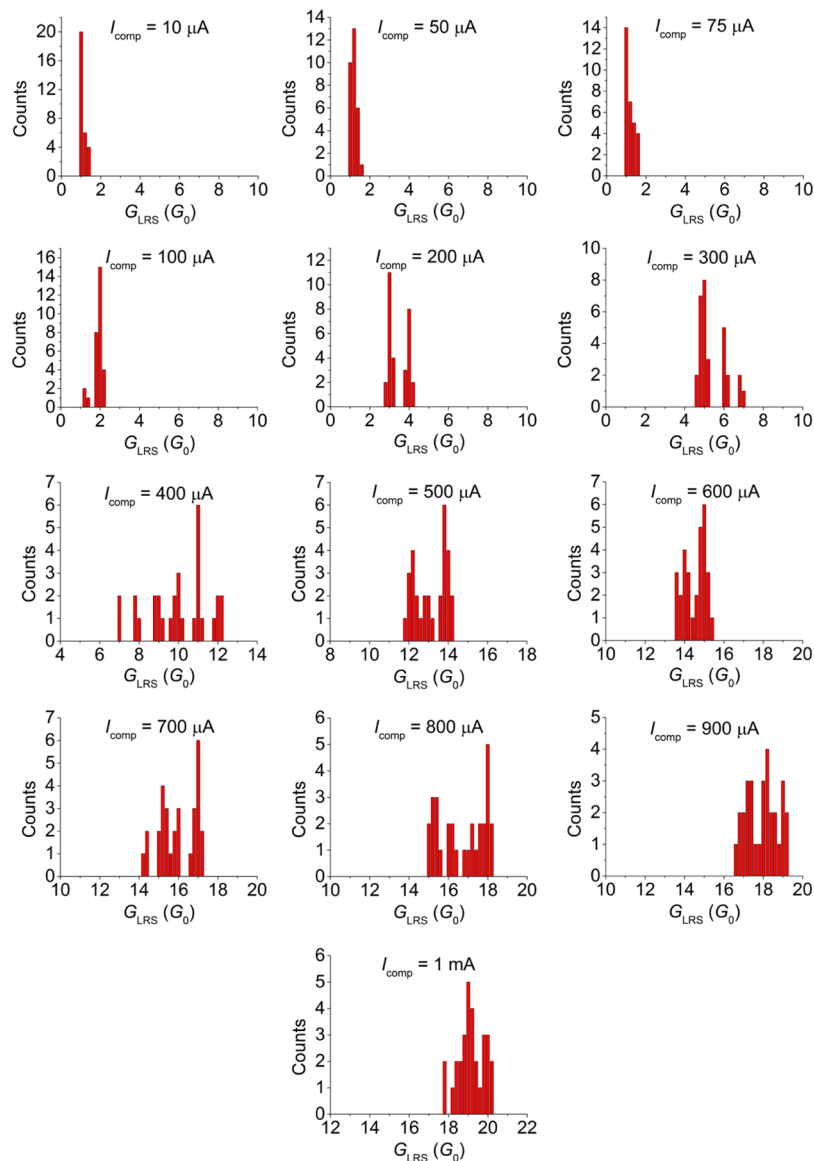 I_comp = 10 μA
Counts
20
16
12
8
4
0
0 2 4 6 8 10
G_LRS (G_0)
I_comp = 50 μA
Counts
14
12
10
8
6
4
2
0
0 2 4 6 8 10
G_LRS (G_0)
I_comp = 75 μA
Counts
14
12
10
8
6
4
2
0
0 2 4 6 8 10
G_LRS (G_0)
I_comp = 100 μA
Counts
16
14
12
10
8
6
4
2
0
0 2 4 6 8 10
G_LRS (G_0)
I_comp = 200 μA
Counts
12
10
8
6
4
2
0
0 2 4 6 8 10
G_LRS (G_0)
I_comp = 300 μA
Counts
10
8
6
4
2
0
0 2 4 6 8 10
G_LRS (G_0)
I_comp = 400 μA
Counts
7
6
5
4
3
2
1
0
4 6 8 10 12 14
G_LRS (G_0)
I_comp = 500 μA
Counts
7
6
5
4
3
2
1
0
8 10 12 14 16 18
G_LRS (G_0)
I_comp = 600 μA
Counts
7
6
5
4
3
2
1
0
10 12 14 16 18 20
G_LRS (G_0)
I_comp = 700 μA
Counts
7
6
5
4
3
2
1
0
10 12 14 16 18 20
G_LRS (G_0)
I_comp = 800 μA
Counts
6
5
4
3
2
1
0
10 12 14 16 18 20
G_LRS (G_0)
I_comp = 900 μA
Counts
5
4
3
2
1
0
10 12 14 16 18 20
G_LRS (G_0)
I_comp = 1 mA
Counts
6
5
4
3
2
1
0
12 14 16 18 20 22
G_LRS (G_0)